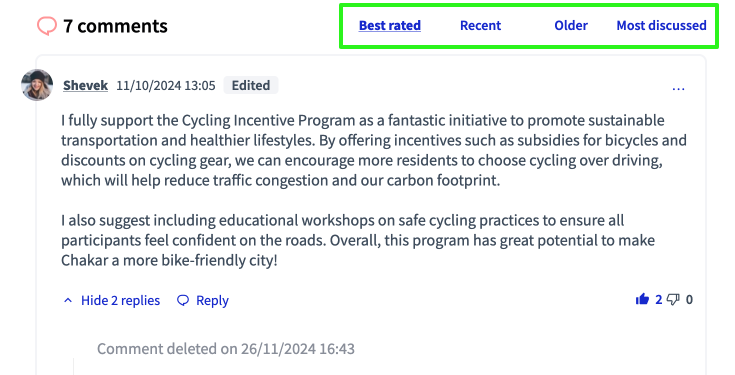 7 comments
Best rated Recent Older Most discussed
Shevek 11/10/2024 13:05 Edited ...
I fully support the Cycling Incentive Program as a fantastic initiative to promote sustainable
transportation and healthier lifestyles. By offering incentives such as subsidies for bicycles and
discounts on cycling gear, we can encourage more residents to choose cycling over driving,
which will help reduce traffic congestion and our carbon footprint.
I also suggest including educational workshops on safe cycling practices to ensure all
participants feel confident on the roads. Overall, this program has great potential to make
Chakar a more bike-friendly city!
Hide 2 replies Reply 2 0
Comment deleted on 26/11/2024 16:43